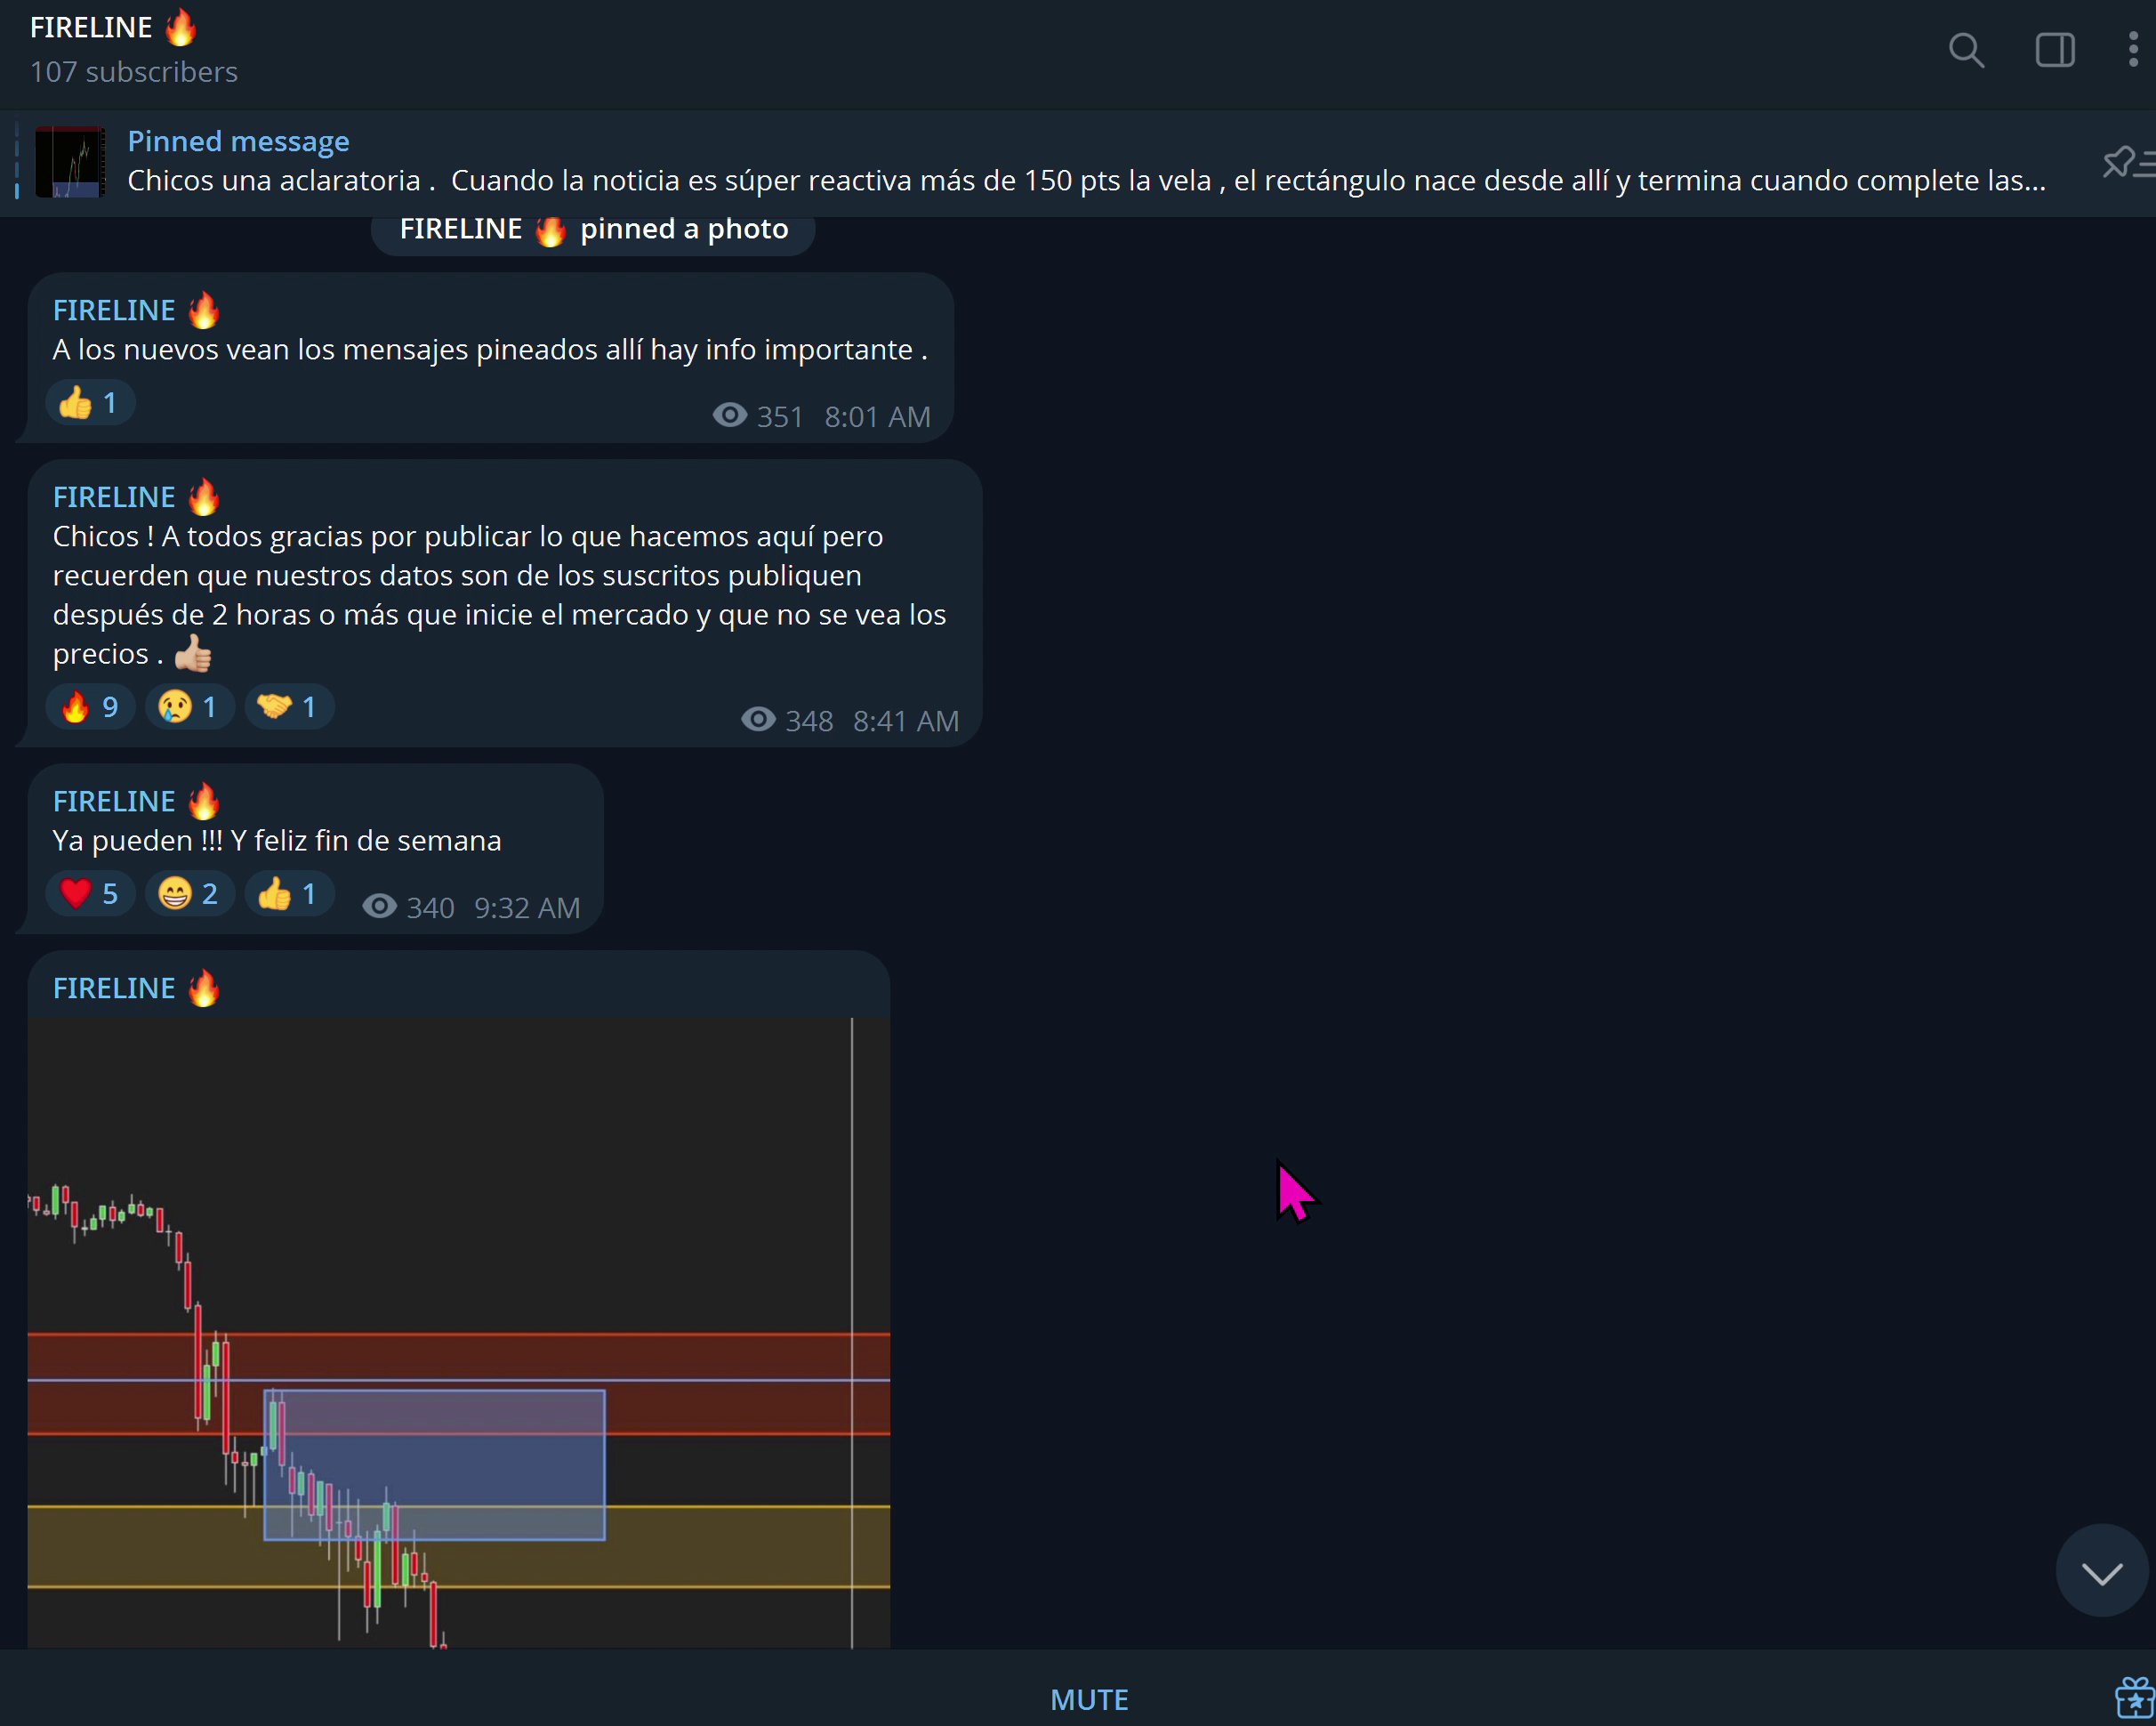 FIRELINE 🔥
107 subscribers
Pinned message
Chicos una aclaratoria .  Cuando la noticia es súper reactiva más de 150 pts la vela , el rectángulo nace desde allí y termina cuando complete las...
FIRELINE 🔥 pinned a photo
FIRELINE 🔥
A los nuevos vean los mensajes pineados allí hay info importante .
👍 1
351 8:01 AM
FIRELINE 🔥
Chicos ! A todos gracias por publicar lo que hacemos aquí pero
recuerden que nuestros datos son de los suscritos publiquen
después de 2 horas o más que inicie el mercado y que no se vea los
precios . 👍🏼
🔥 9 😢 1 🤝 1
348 8:41 AM
FIRELINE 🔥
Ya pueden !!! Y feliz fin de semana
❤️ 5 😁 2 👍 1
340 9:32 AM
FIRELINE 🔥
MUTE